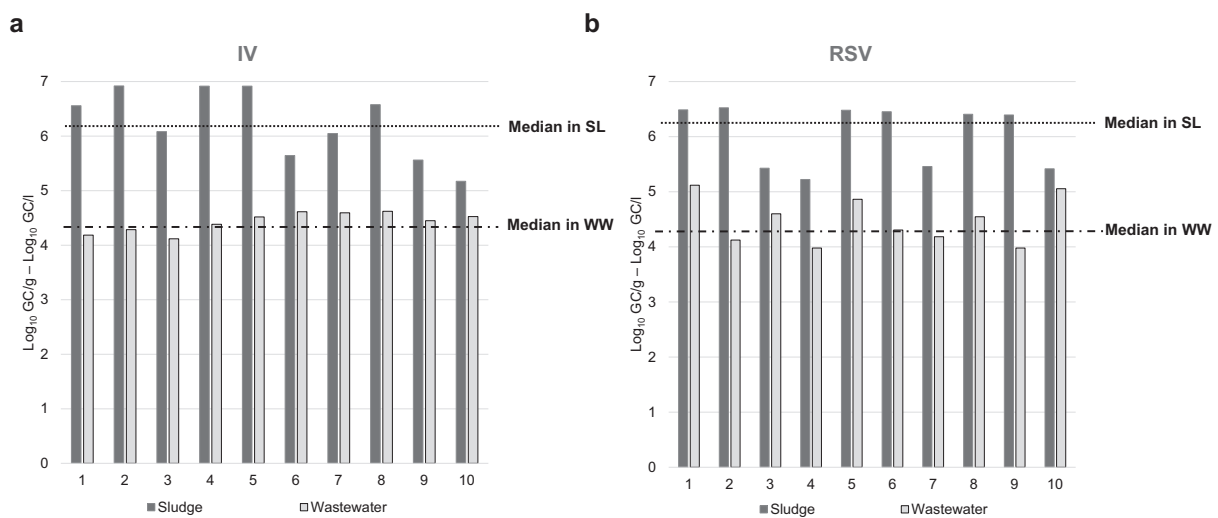 a
IV
7
6
5
4
3
2
1
0
Log10 GC/g – Log10 GC/l
Median in SL
Median in WW
1 2 3 4 5 6 7 8 9 10
Sludge Wastewater
b
RSV
7
6
5
4
3
2
1
0
Log10 GC/g – Log10 GC/l
Median in SL
Median in WW
1 2 3 4 5 6 7 8 9 10
Sludge Wastewater